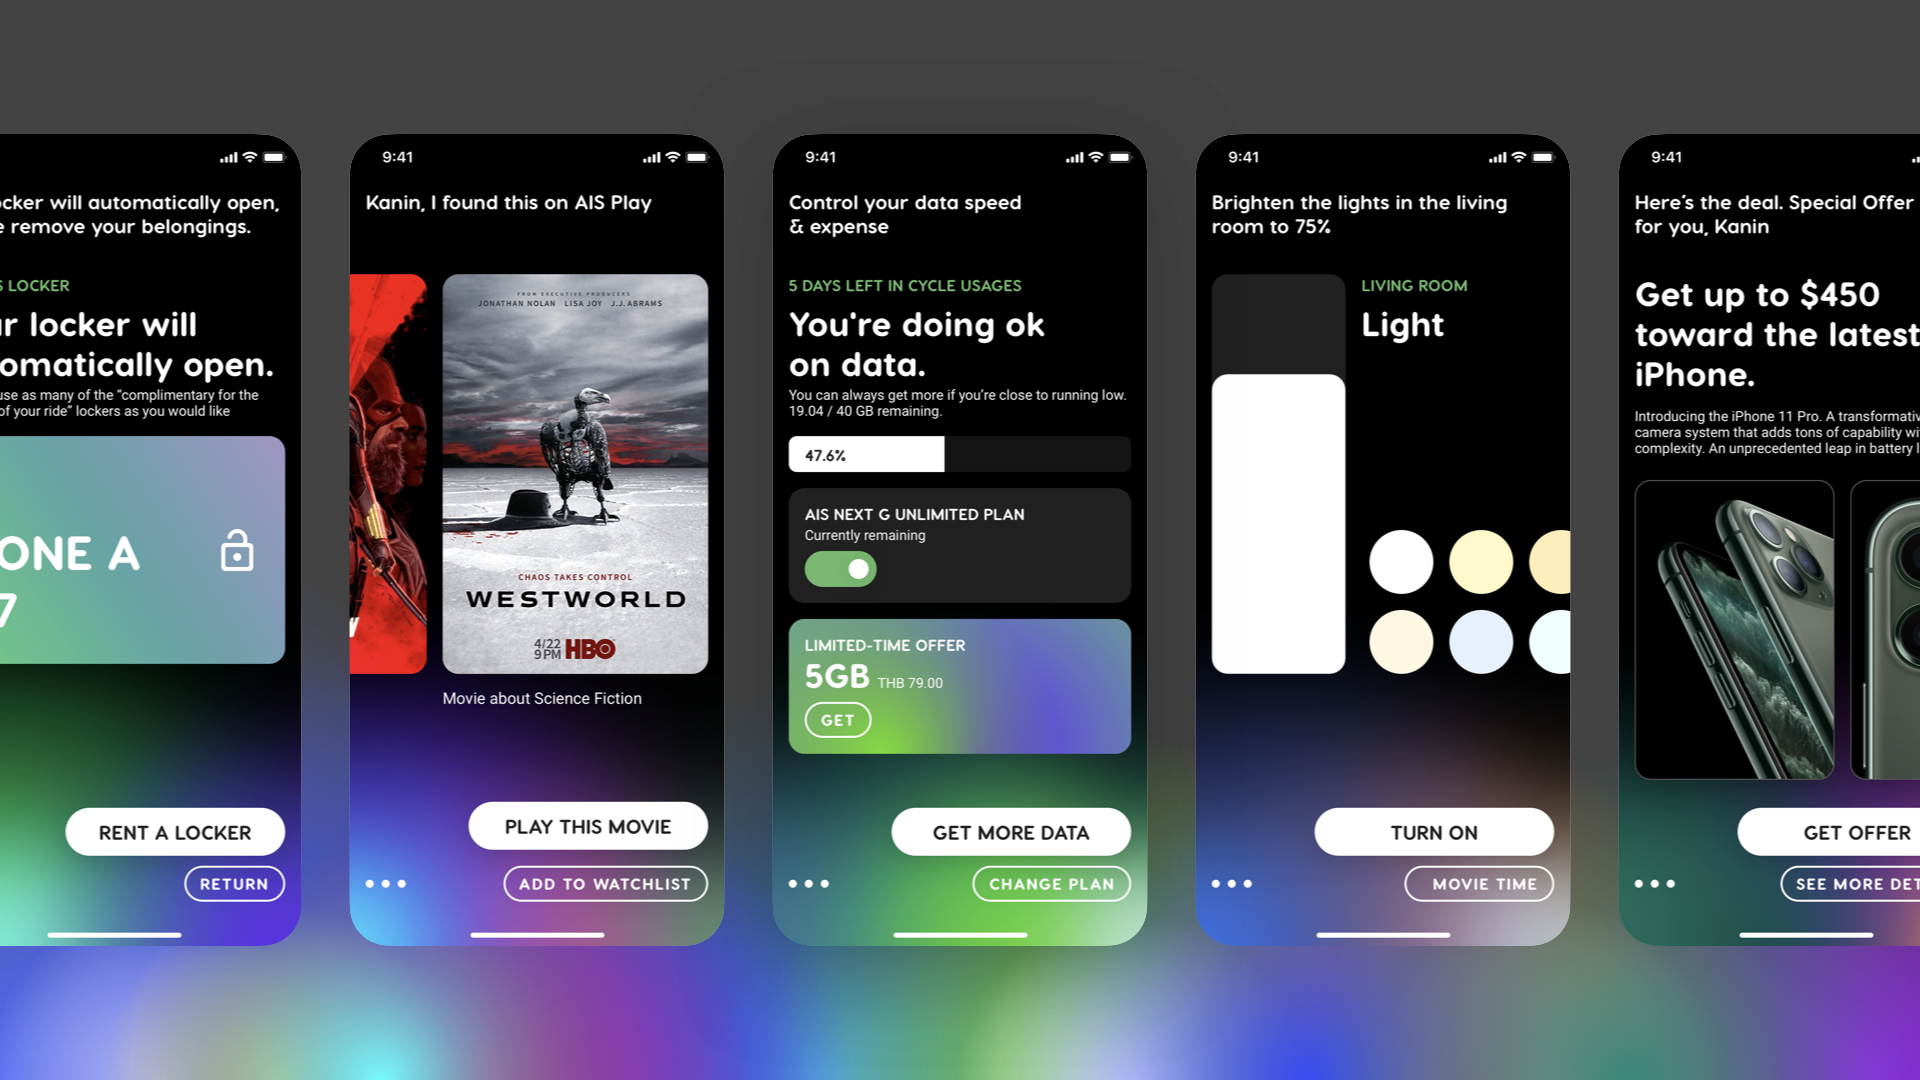 ocker will automatically open,
e remove your belongings.
S LOCKER
ar locker will
omatically open.
use as many of the “complimentary for the
of your ride” lockers as you would like
ONE A
7
RENT A LOCKER
RETURN
9:41
Kanin, I found this on AIS Play
FROM EXECUTIVE PRODUCERS
JONATHAN NOLAN LISA JOY J.J. ABRAMS
CHAOS TAKES CONTROL
WESTWORLD
4/22
9PM HBO
Movie about Science Fiction
PLAY THIS MOVIE
ADD TO WATCHLIST
9:41
Control your data speed
& expense
5 DAYS LEFT IN CYCLE USAGES
You're doing ok
on data.
You can always get more if you’re close to running low.
19.04 / 40 GB remaining.
47.6%
AIS NEXT G UNLIMITED PLAN
Currently remaining
LIMITED-TIME OFFER
5GB THB 79.00
GET
GET MORE DATA
CHANGE PLAN
9:41
Brighten the lights in the living
room to 75%
LIVING ROOM
Light
TURN ON
MOVIE TIME
9:41
Here’s the deal. Special Offer
for you, Kanin
Get up to $450
toward the latest
iPhone.
Introducing the iPhone 11 Pro. A transformativ
camera system that adds tons of capability wi
complexity. An unprecedented leap in battery l
GET OFFER
SEE MORE DET